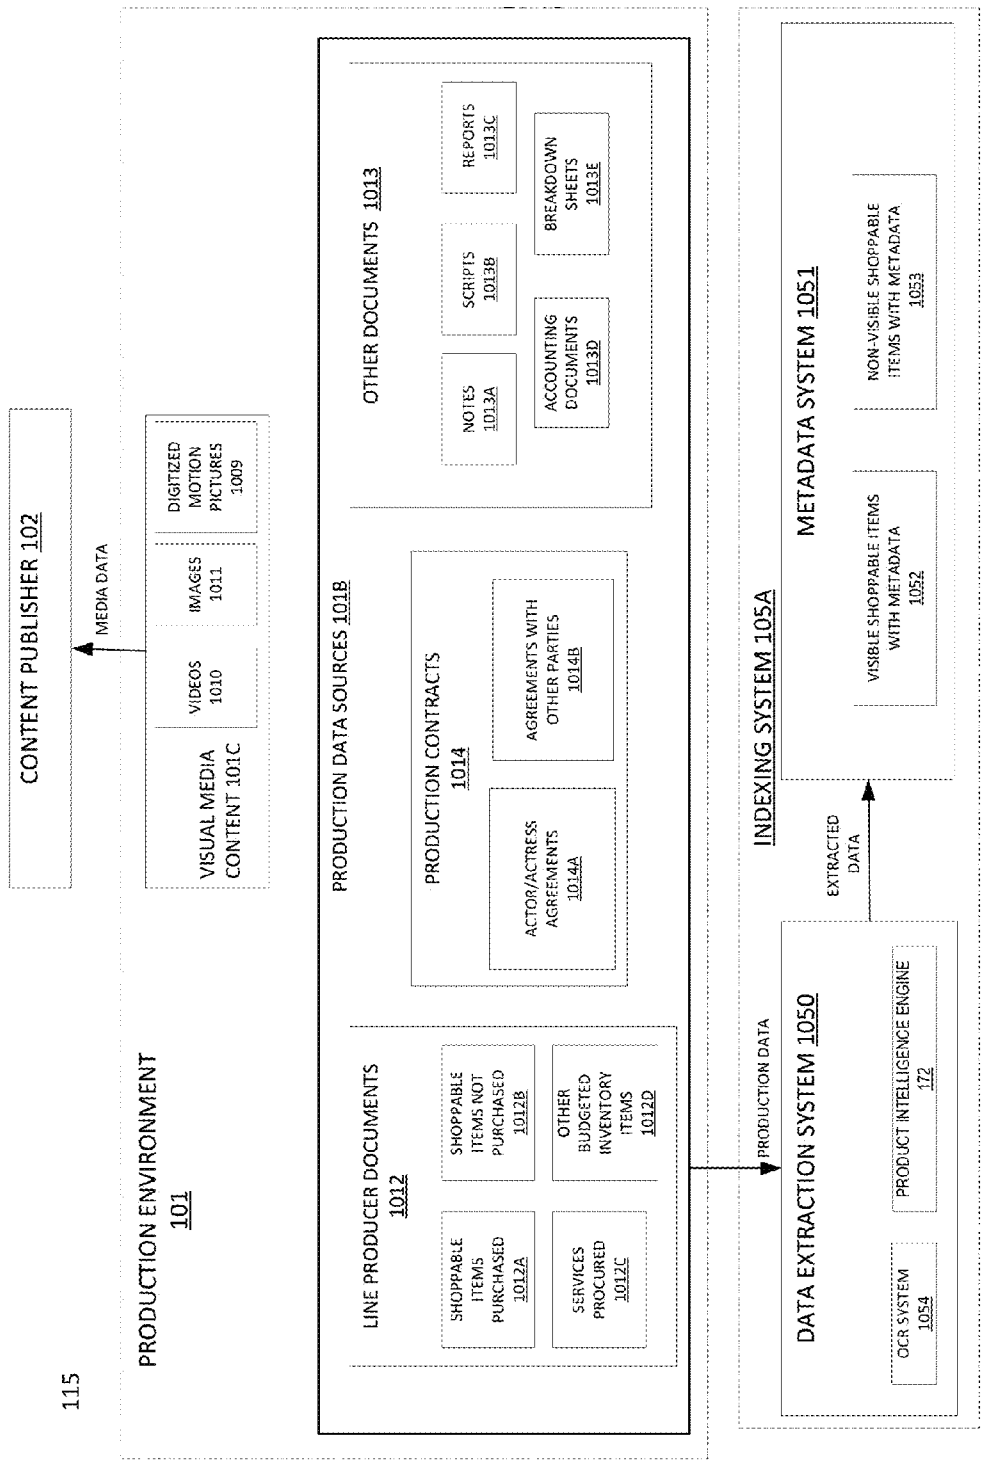 115
CONTENT PUBLISHER 102
MEDIA DATA
PRODUCTION ENVIRONMENT
101
VISUAL MEDIA
CONTENT 101C
VIDEOS
1010
IMAGES
1011
DIGITIZED
MOTION
PICTURES
1009
PRODUCTION DATA SOURCES 101B
LINE PRODUCER DOCUMENTS
1012
SHOPPABLE
ITEMS
PURCHASED
1012A
SHOPPABLE
ITEMS NOT
PURCHASED
1012B
SERVICES
PROCURED
1012C
OTHER
BUDGETED
INVENTORY
ITEMS
1012D
PRODUCTION CONTRACTS
1014
ACTOR/ACTRESS
AGREEMENTS
1014A
AGREEMENTS WITH
OTHER PARTIES
1014B
OTHER DOCUMENTS 1013
NOTES
1013A
SCRIPTS
1013B
REPORTS
1013C
ACCOUNTING
DOCUMENTS
1013D
BREAKDOWN
SHEETS
1013E
PRODUCTION DATA
INDEXING SYSTEM 105A
DATA EXTRACTION SYSTEM 1050
OCR SYSTEM
1054
PRODUCT INTELLIGENCE ENGINE
172
EXTRACTED
DATA
METADATA SYSTEM 1051
VISIBLE SHOPPABLE ITEMS
WITH METADATA
1052
NON-VISIBLE SHOPPABLE
ITEMS WITH METADATA
1053